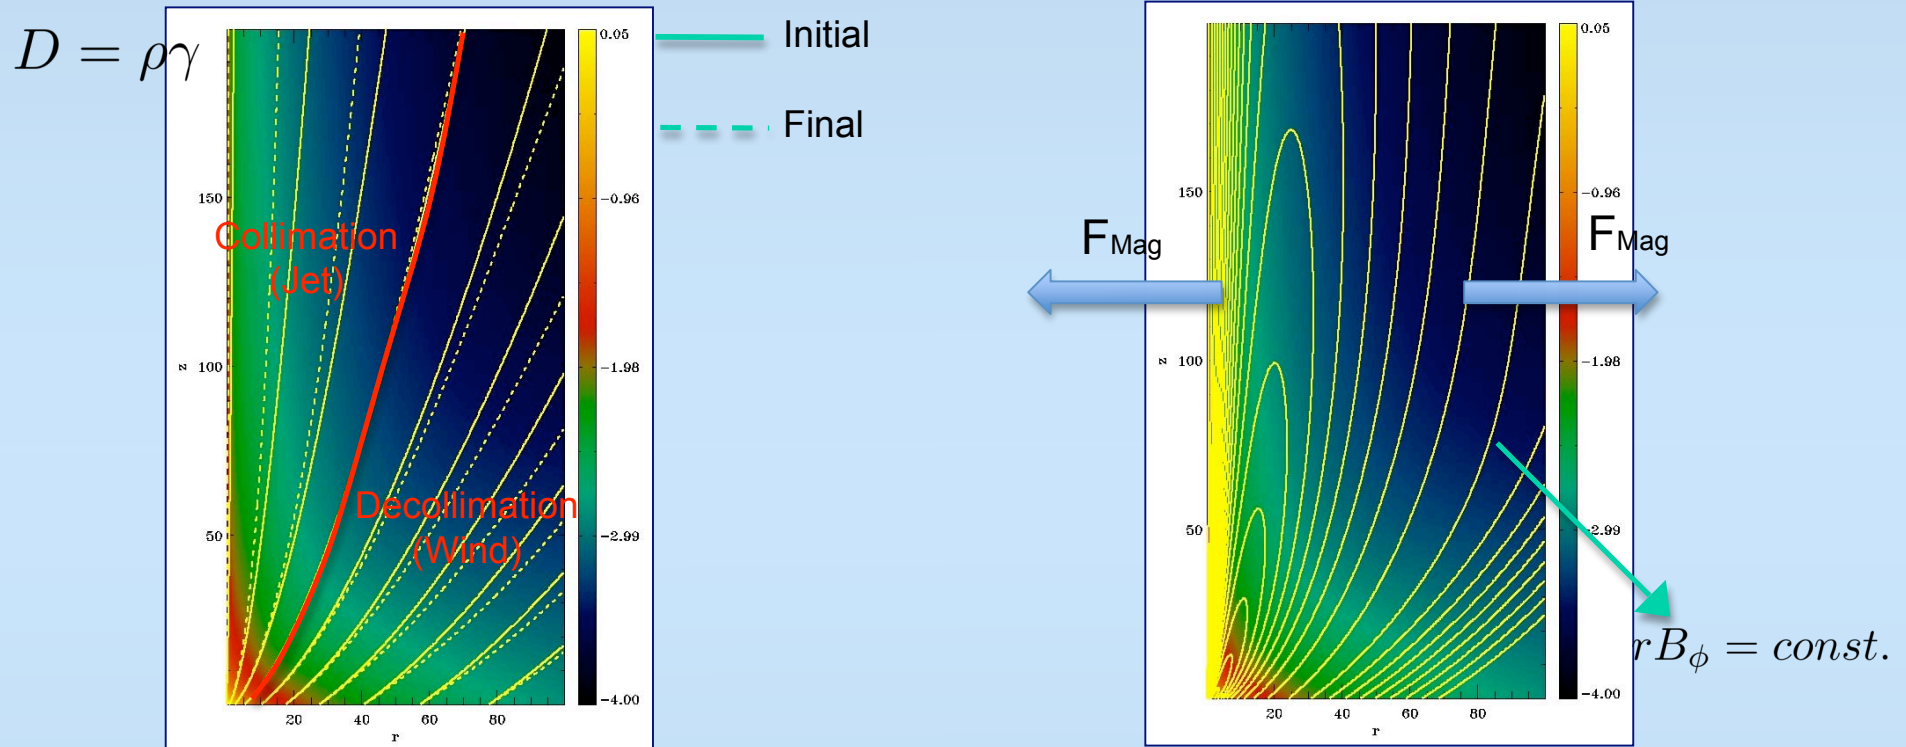 D = ργ
Initial
Final
Collimation
(Jet)
Decollimation
(Wind)
z
150
100
50
20
40
60
80
r
0.05
-0.96
-1.98
-2.99
-4.00
F_Mag
F_Mag
z
150
100
50
20
40
60
80
r
0.05
-0.96
-1.98
-2.99
-4.00
rB_ϕ = const.